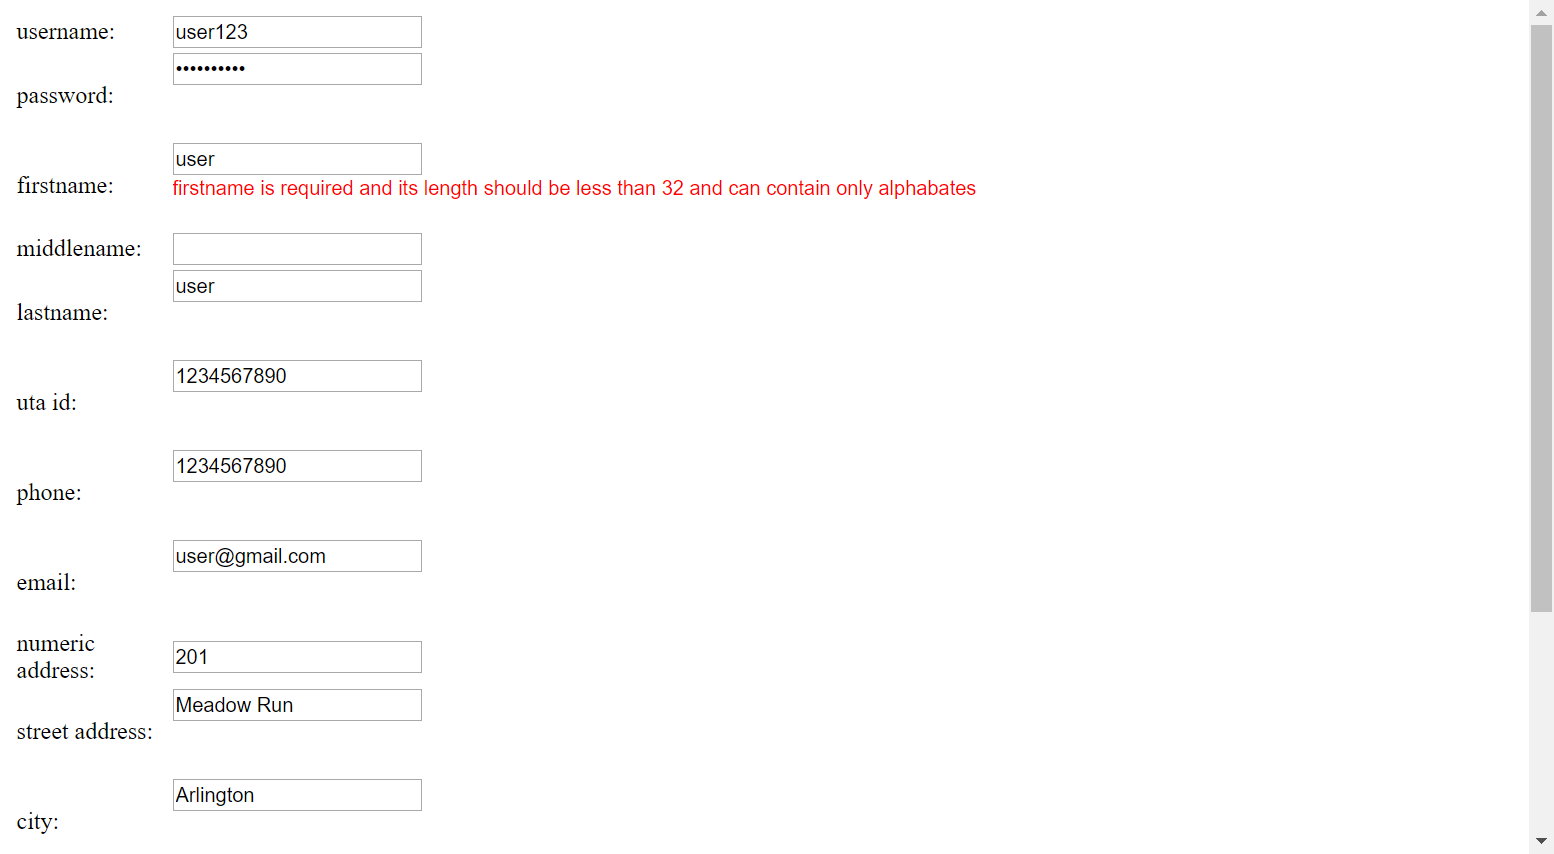 username: user123
password: ••••••••••
firstname: user
firstname is required and its length should be less than 32 and can contain only alphabates
middlename:
lastname: user
uta id: 1234567890
phone: 1234567890
email: user@gmail.com
numeric
address: 201
street address: Meadow Run
city: Arlington